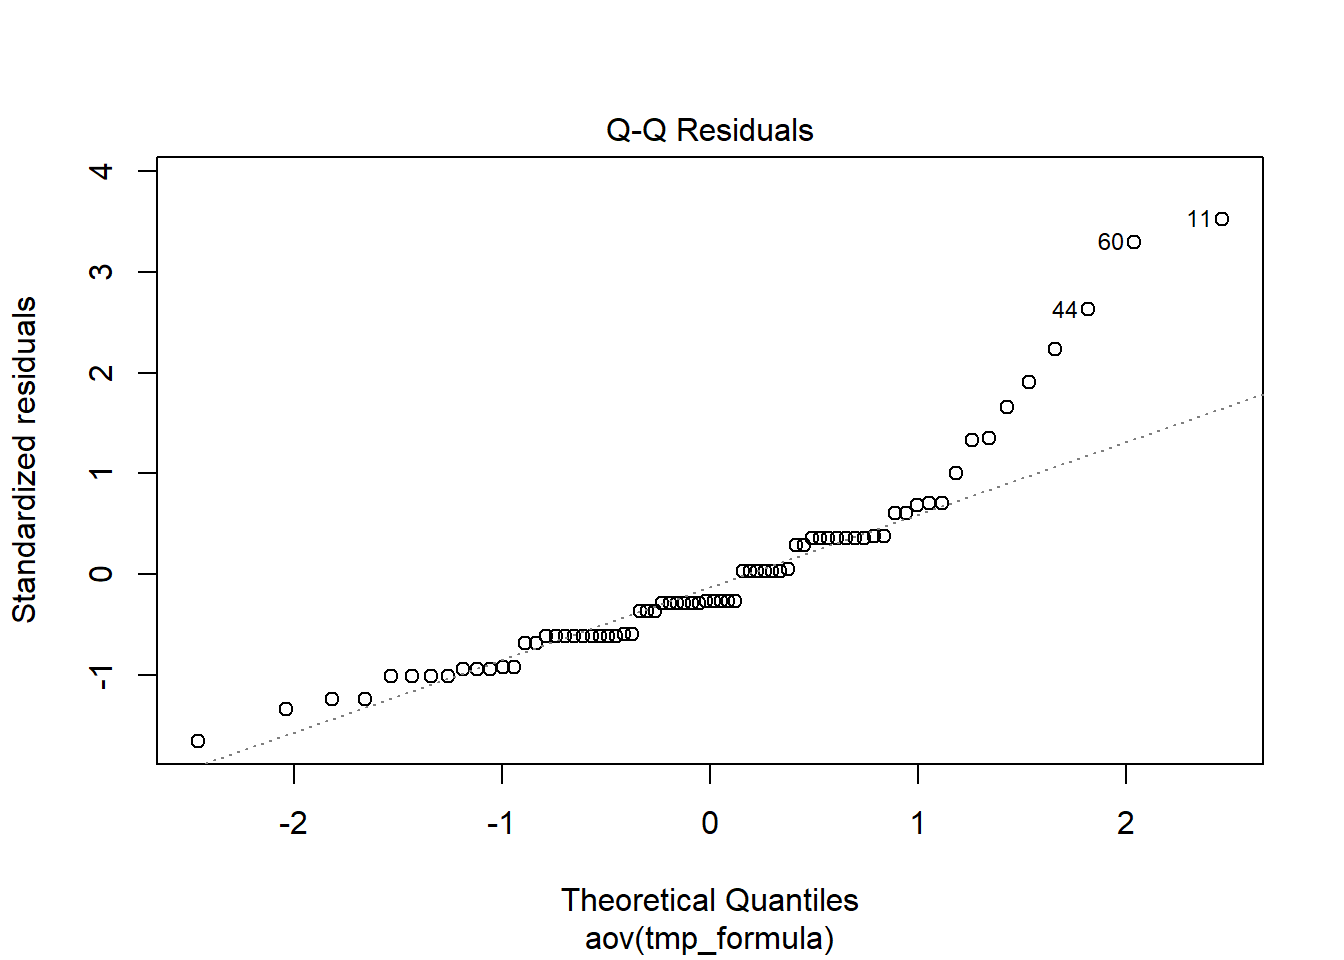 Q-Q Residuals
Standardized residuals
4
3
2
1
0
-1
11
60
44
-2 -1 0 1 2
Theoretical Quantiles
aov(tmp_formula)